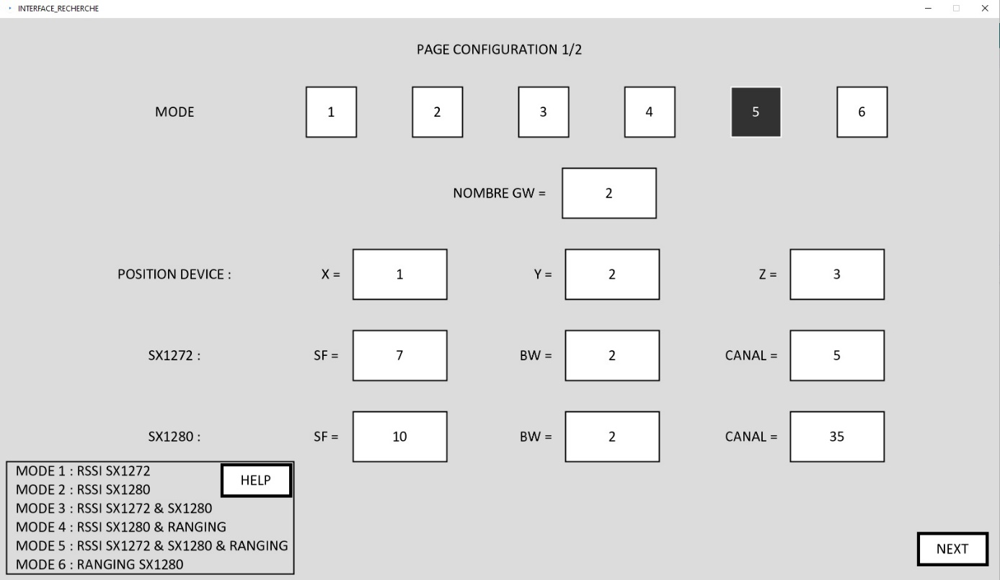 INTERFACE_RECHERCHE
PAGE CONFIGURATION 1/2
MODE 1 2 3 4 5 6
NOMBRE GW = 2
POSITION DEVICE : X = 1 Y = 2 Z = 3
SX1272 : SF = 7 BW = 2 CANAL = 5
SX1280 : SF = 10 BW = 2 CANAL = 35
MODE 1 : RSSI SX1272
HELP
MODE 2 : RSSI SX1280
MODE 3 : RSSI SX1272 & SX1280
MODE 4 : RSSI SX1280 & RANGING
MODE 5 : RSSI SX1272 & SX1280 & RANGING
MODE 6 : RANGING SX1280
NEXT